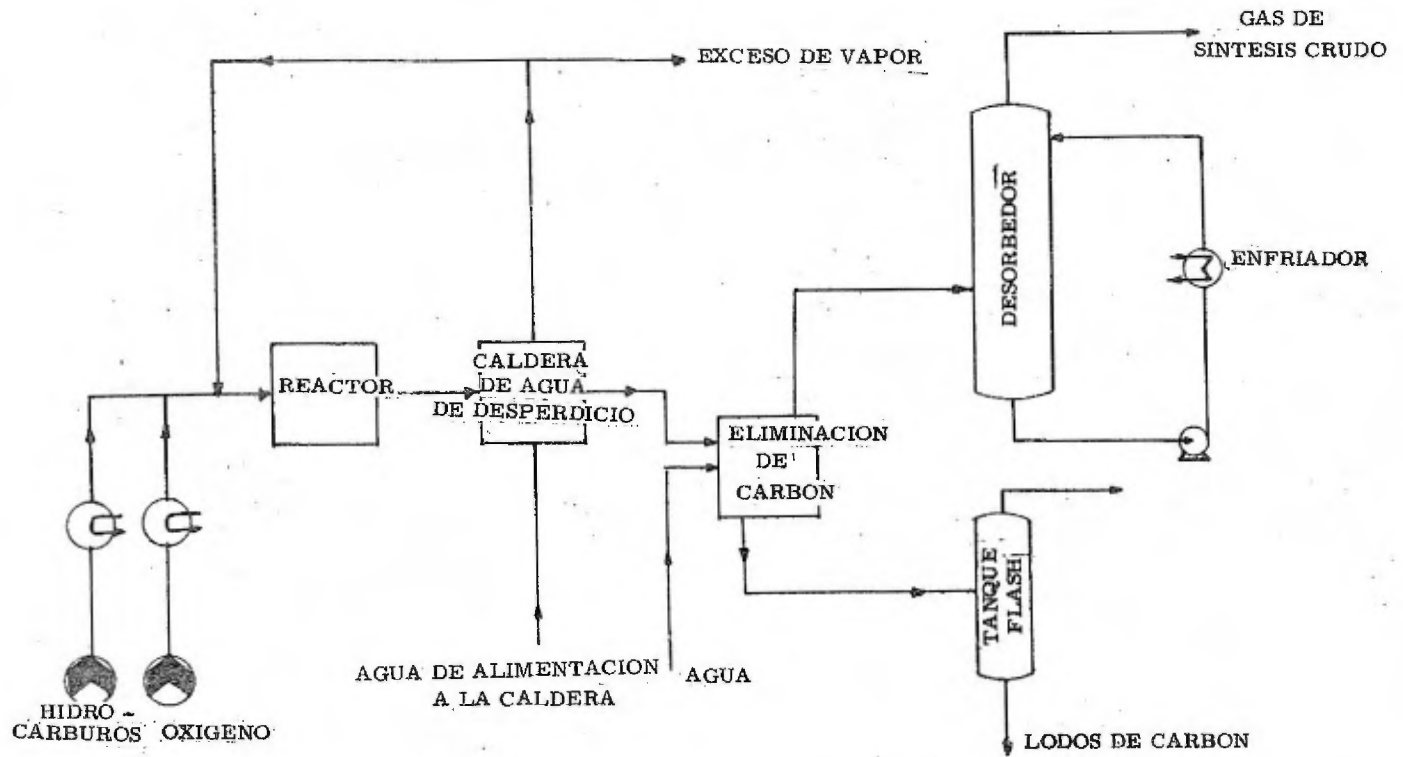 GAS DE
SINTESIS CRUDO
EXCESO DE VAPOR
DESORBEDOR
ENFRIADOR
REACTOR
CALDERA
DE AGUA
DE DESPERDICIO
ELIMINACION
DE
CARBON
TANQUE
FLASH
AGUA DE ALIMENTACION
A LA CALDERA
AGUA
HIDRO -
CARBUROS
OXIGENO
LODOS DE CARBON